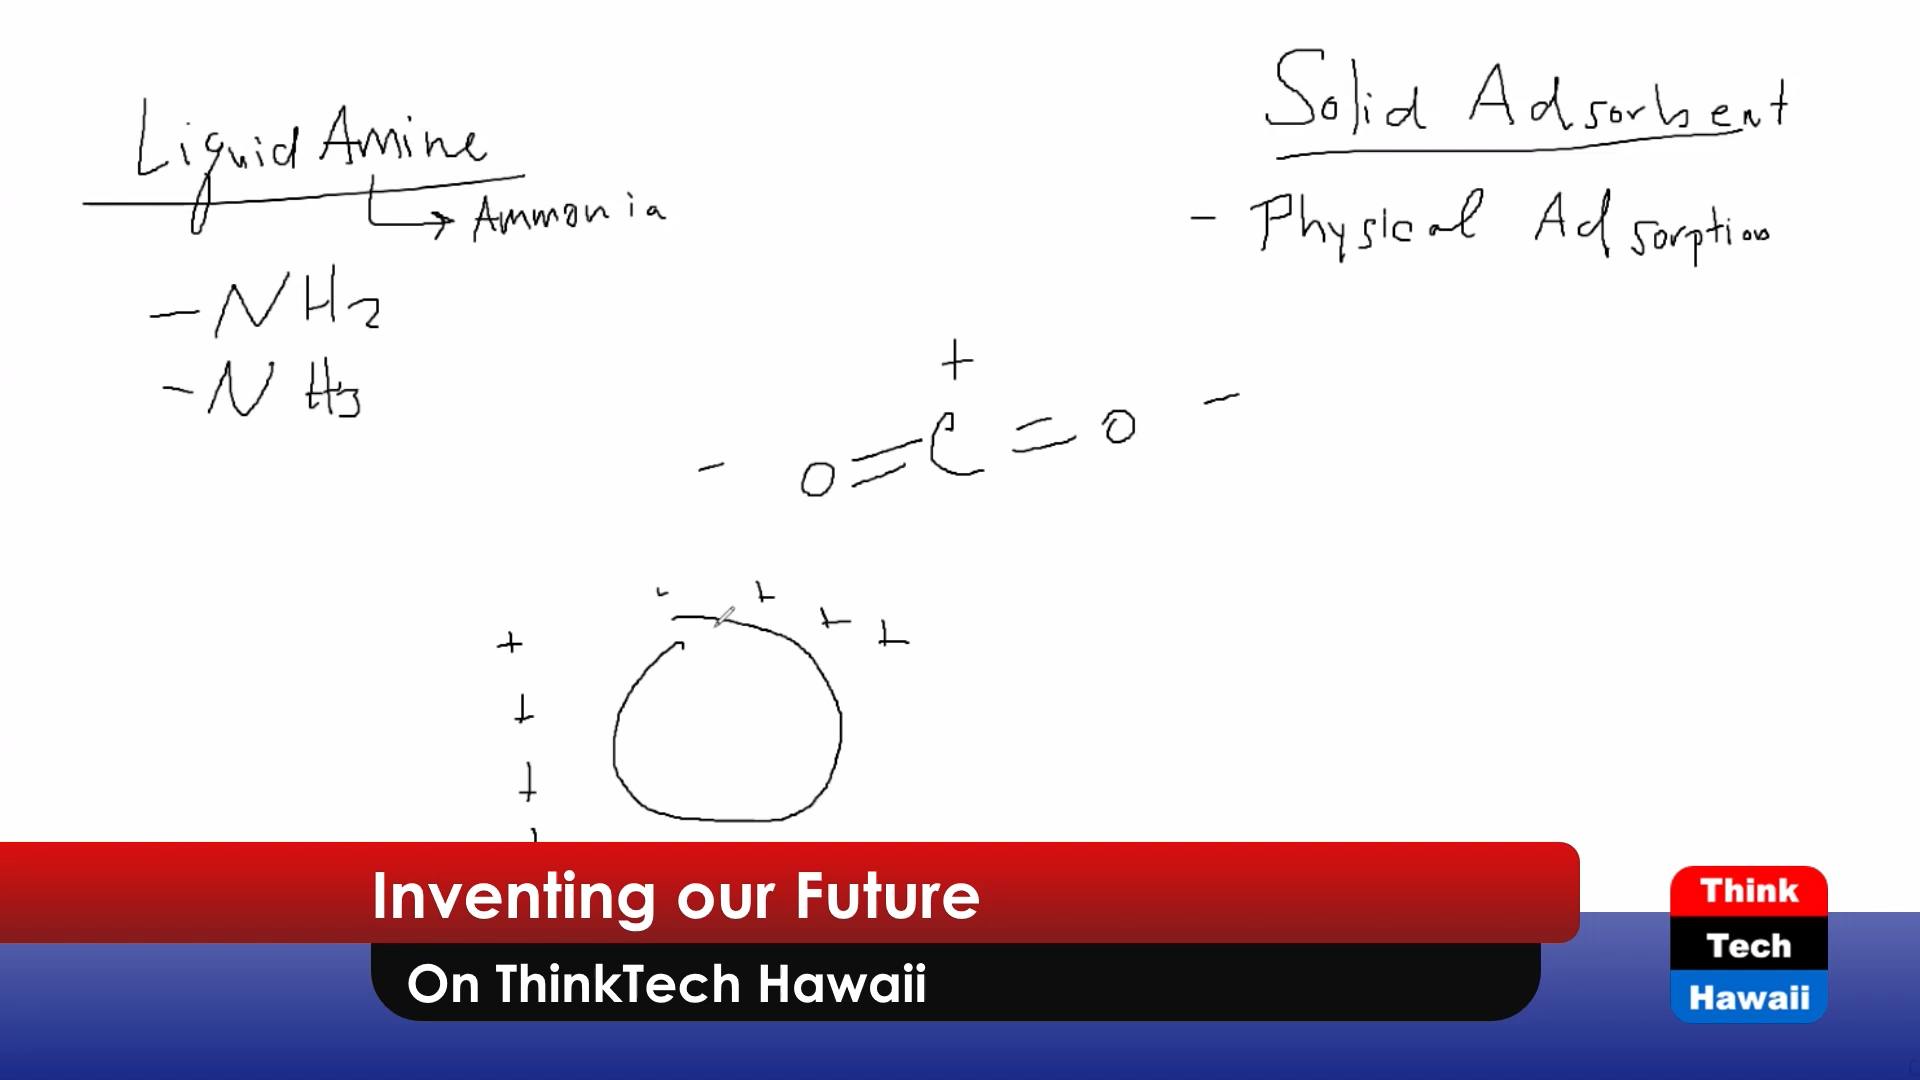 Liquid Amine
→ Ammonia
- NH2
- NH3
Solid Adsorbent
- Physical Adsorption
+
- O = C = O -
+ + +
+
+
+
Inventing our Future
On ThinkTech Hawaii
Think
Tech
Hawaii